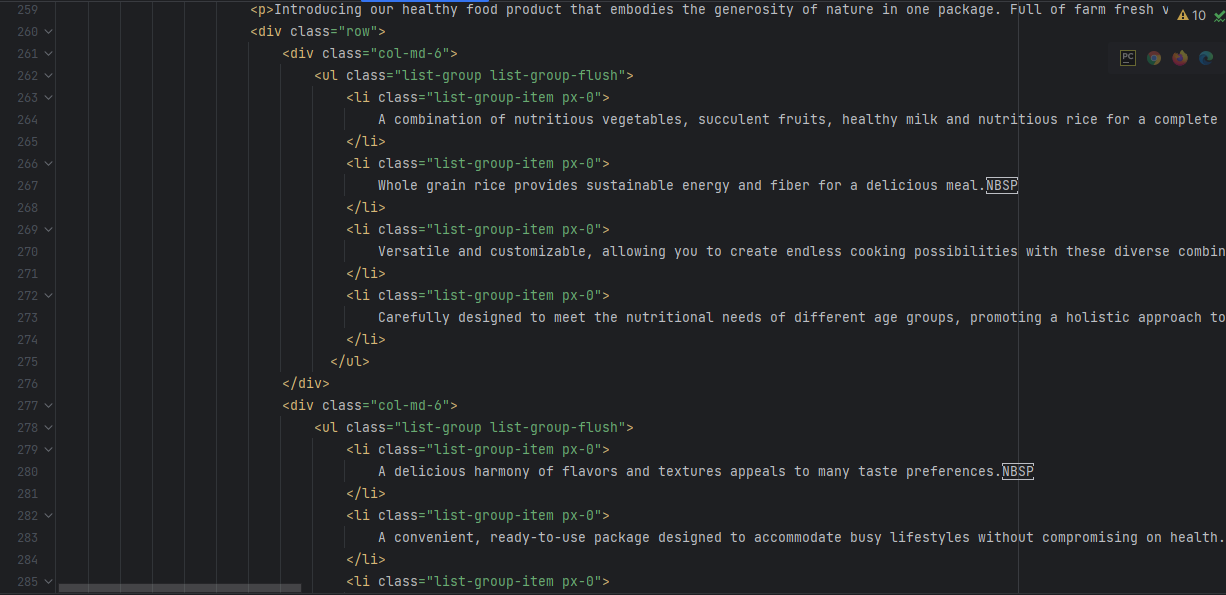 259 <p>Introducing our healthy food product that embodies the generosity of nature in one package. Full of farm fresh v 10
260 <div class="row">
261 <div class="col-md-6">
PC
262 <ul class="list-group list-group-flush">
263 <li class="list-group-item px-0">
264 A combination of nutritious vegetables, succulent fruits, healthy milk and nutritious rice for a complete
265 </li>
266 <li class="list-group-item px-0">
267 Whole grain rice provides sustainable energy and fiber for a delicious meal.NBSP
268 </li>
269 <li class="list-group-item px-0">
270 Versatile and customizable, allowing you to create endless cooking possibilities with these diverse combin
271 </li>
272 <li class="list-group-item px-0">
273 Carefully designed to meet the nutritional needs of different age groups, promoting a holistic approach to
274 </li>
275 </ul>
276 </div>
277 <div class="col-md-6">
278 <ul class="list-group list-group-flush">
279 <li class="list-group-item px-0">
280 A delicious harmony of flavors and textures appeals to many taste preferences.NBSP
281 </li>
282 <li class="list-group-item px-0">
283 A convenient, ready-to-use package designed to accommodate busy lifestyles without compromising on health.
284 </li>
285 <li class="list-group-item px-0">